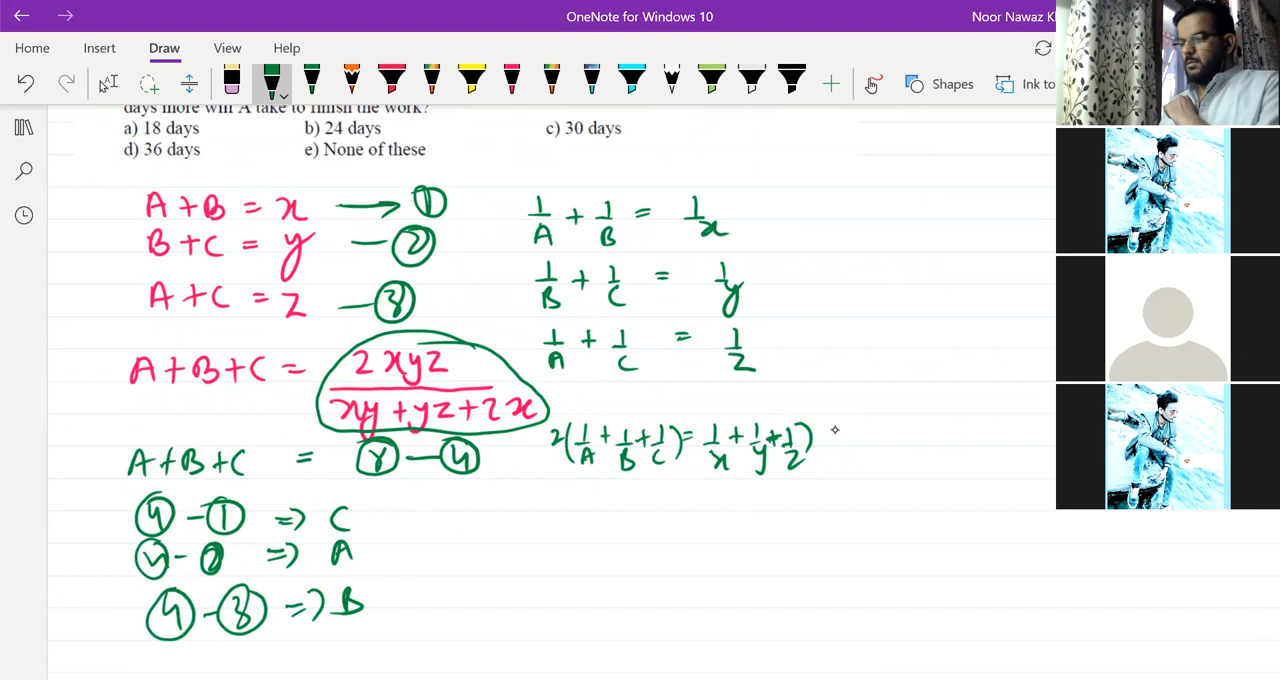 OneNote for Windows 10
Noor Nawaz Kh
Home Insert Draw View Help
Shapes
Ink to
days more will A take to finish the work?
a) 18 days b) 24 days c) 30 days
d) 36 days e) None of these
A + B = x → ①
B + C = y — ②
A + C = z — ③
A + B + C = 2xyz / xy + yz + zx
A + B + C = ⓨ — ④
④ - ① => C
④ - ② => A
④ - ③ => B
1/A + 1/B = 1/x
1/B + 1/C = 1/y
1/A + 1/C = 1/z
2(1/A + 1/B + 1/C) = 1/x + 1/y + 1/z)